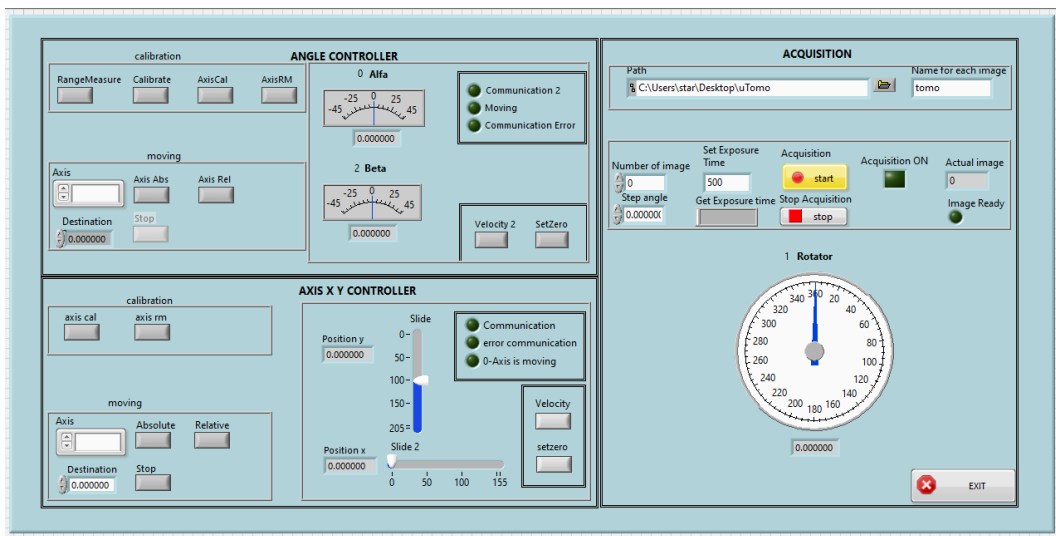 ANGLE CONTROLLER
calibration
RangeMeasure Calibrate AxisCal AxisRM
0 Alfa
-45 -25 0 25 45
0.000000
Communication 2
Moving
Communication Error
moving
Axis
Axis Abs Axis Rel
Destination
0.000000
Stop
2 Beta
-45 -25 0 25 45
0.000000
Velocity 2 SetZero
AXIS X Y CONTROLLER
calibration
axis cal axis rm
Slide
Position y
0.000000
0
50
100
150
205
Communication
error communication
0-Axis is moving
moving
Axis
Absolute Relative
Destination
0.000000
Stop
Position x
0.000000
Slide 2
0 50 100 155
Velocity
setzero
ACQUISITION
Path
C:\Users\star\Desktop\uTomo
Name for each image
tomo
Number of image
0
Set Exposure
Time
500
Acquisition
start
Acquisition ON
Actual image
0
Step angle
0.00000
Get Exposure time
Stop Acquisition
stop
Image Ready
1 Rotator
360 20 40 60 80 100 120 140 160 180 200 220 240 260 280 300 320 340
0.000000
EXIT